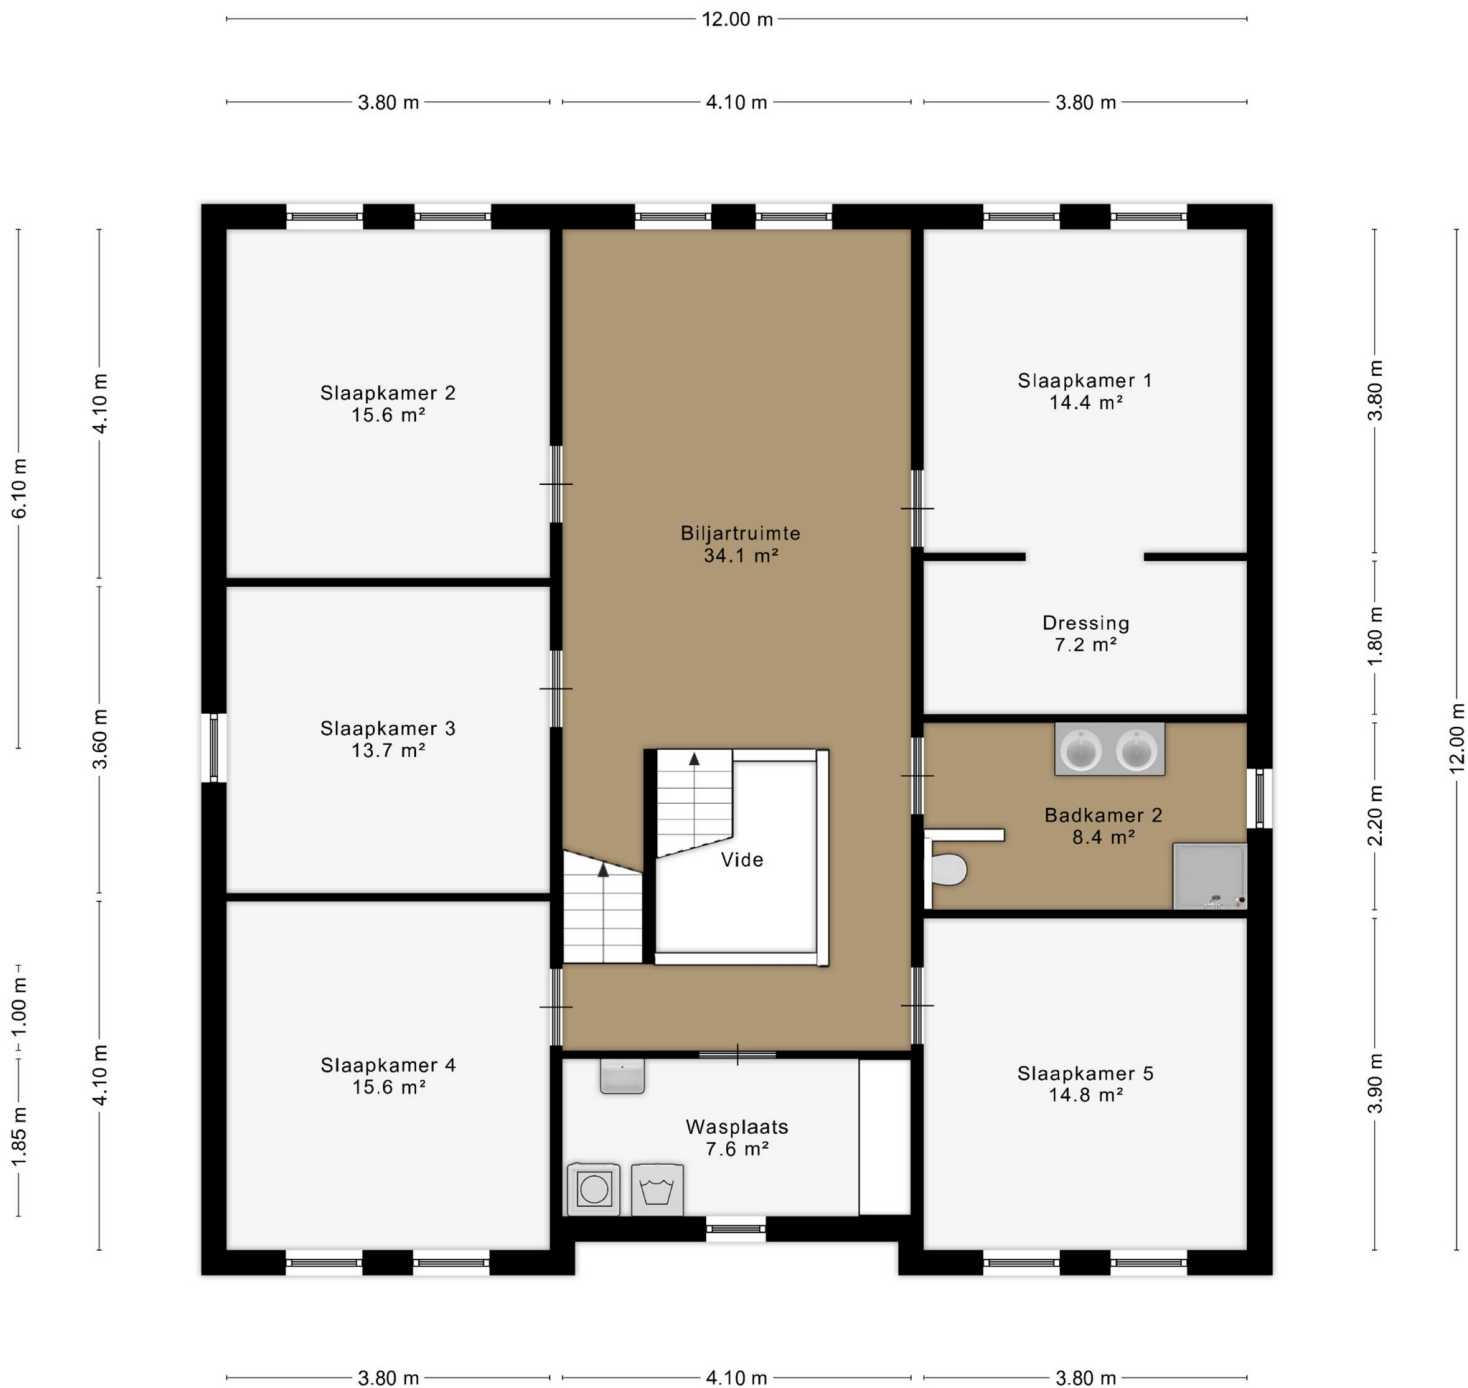 12.00 m
3.80 m
4.10 m
3.80 m
6.10 m
1.00 m
1.85 m
4.10 m
3.60 m
4.10 m
Slaapkamer 2
15.6 m²
Slaapkamer 1
14.4 m²
Biljartruimte
34.1 m²
Dressing
7.2 m²
Slaapkamer 3
13.7 m²
Badkamer 2
8.4 m²
Vide
Slaapkamer 4
15.6 m²
Slaapkamer 5
14.8 m²
Wasplaats
7.6 m²
3.80 m
1.80 m
2.20 m
3.90 m
12.00 m
3.80 m
4.10 m
3.80 m